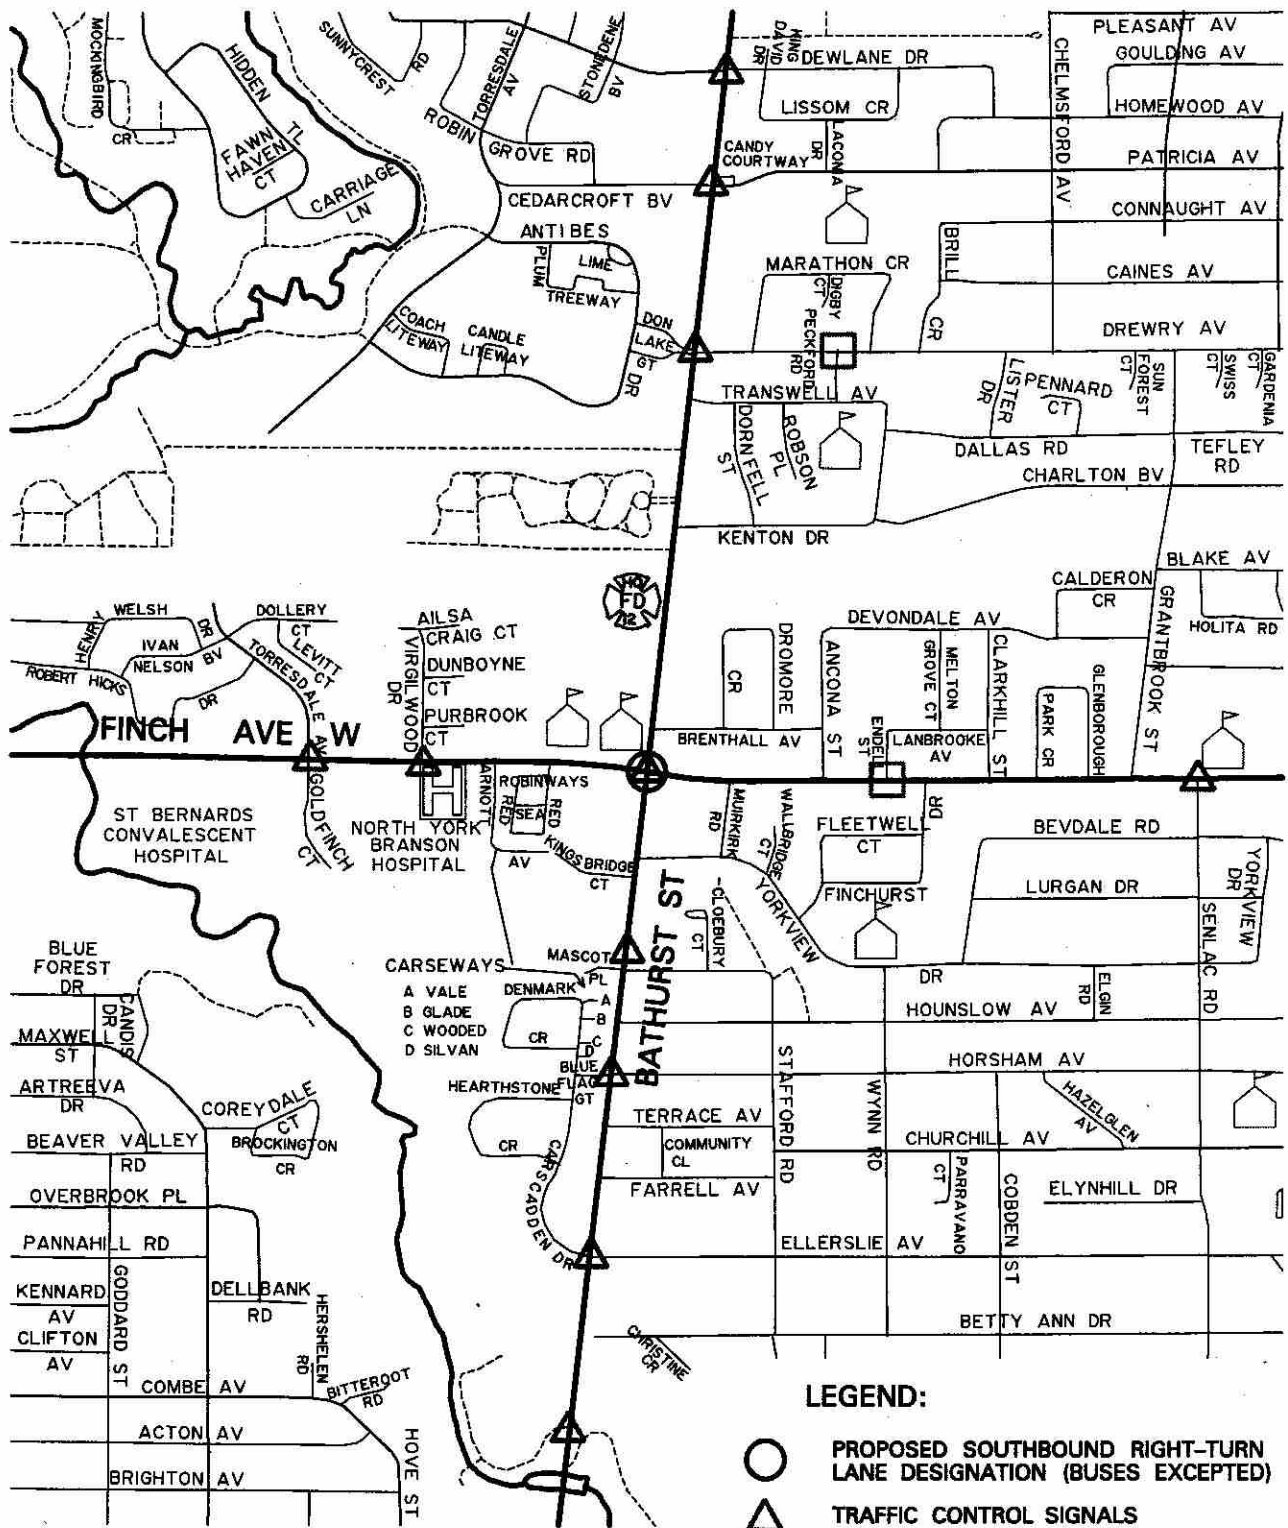 PLEASANT AV
GOULDING AV
HOMEWOOD AV
PATRICIA AV
CONNAUGHT AV
CAINES AV
DREWRY AV
CHELMSFORD AV
KING DAVID DR
DEWLANE DR
LISSOM CR
LACONIA DR
CANDY COURTWAY
MOCKINGBIRD CR
HIDDEN TL
FAWN HAVEN CT
CARRIAGE LN
SUNNYCREST RD
TORRESDALE AV
STONEDENE BV
ROBIN GROVE RD
CEDARCROFT BV
ANTIBES DR
PLUM TREEWAY
LIME
COACH LITEWAY
CANDLE LITEWAY
DON LAKE GT
MARATHON CR
DIGBY CT
PECKFORD RD
BRILL CR
TRANSWELL AV
DORNFELL ST
ROBSON PL
LISTER DR
PENNARD CT
SUN FOREST CT
SWISS CT
GARDENIA CT
DALLAS RD
TEFLEY RD
CHARLTON BV
KENTON DR
BLAKE AV
CALDERON CR
HOLITA RD
GRANTBROOK ST
DEVONDALE AV
DROMORE CR
ANCONA ST
MELTON GROVE CT
CLARKHILL ST
PARK CR
GLENBOROUGH
ENDELL ST
LANBROOKE AV
BRENTHALL AV
FD
12
WELSH DR
HENRY
IVAN NELSON BV
ROBERT HICKS DR
DOLLERY CT
LEVITT CT
TORRESDALE AV
AILSA CRAIG CT
VIRGILWOOD DR
DUNBOYNE CT
PURBROOK CT
FINCH AVE W
GOLDFINCH CT
ST BERNARDS CONVALESCENT HOSPITAL
H
NORTH YORK BRANSON HOSPITAL
ARNOTT AV
ROBINWAYS
RED
SEA
RED
KINGSBRIDGE CT
BATHURST ST
MUIRKIRK RD
WALLBRIDGE CT
FLEETWELL CT
FINCHURST DR
YORKVIEW DR
CLOEBURY CT
BEVDALE RD
LURGAN DR
SENLAC RD
YORKVIEW DR
ELGIN RD
HOUNSLOW AV
HORSHAM AV
HAZELGLEN AV
CHURCHILL AV
PARRAVANO CT
COBDEN ST
ELYNHILL DR
ELLERSLIE AV
BETTY ANN DR
CHRISTINE CR
STAFFORD RD
WYNN RD
TERRACE AV
COMMUNITY CL
FARRELL AV
MASCOT PL
CARSEWAYS
A VALE
B GLADE
C WOODED
D SILVAN
DENMARK CR
A
B
C
D
BLUE FLAG GT
HEARTHSTONE CR
CARSCADDEN DR
BLUE FOREST DR
CANDIS DR
MAXWELL ST
ARTREEVA DR
COREYDALE CT
BROCKINGTON CR
BEAVER VALLEY RD
OVERBROOK PL
PANNAHILL RD
KENNARD AV
CLIFTON AV
GODDARD ST
DELLBANK RD
HERSHELEN RD
BITTEROOT RD
COMBE AV
ACTON AV
BRIGHTON AV
HOVE ST
LEGEND:
PROPOSED SOUTHBOUND RIGHT-TURN
LANE DESIGNATION (BUSES EXCEPTED)
TRAFFIC CONTROL SIGNALS